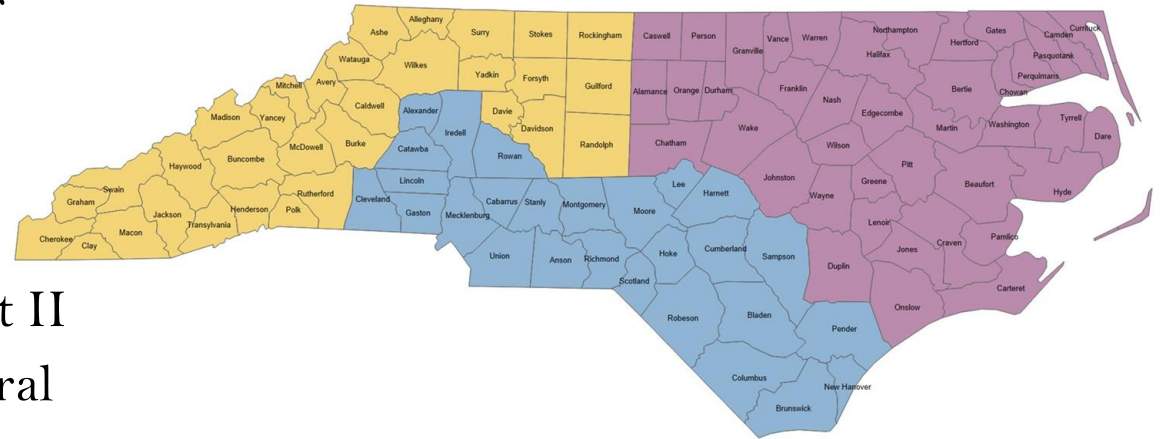 Alleghany
Ashe
Surry
Stokes
Rockingham
Caswell
Person
Granville
Vance
Warren
Northampton
Halifax
Hertford
Gates
Currituck
Camden
Pasquotank
Perquimans
Chowan
Watauga
Wilkes
Yadkin
Forsyth
Guilford
Alamance
Orange
Durham
Franklin
Nash
Edgecombe
Bertie
Martin
Washington
Tyrrell
Dare
Mitchell
Avery
Caldwell
Alexander
Iredell
Davie
Davidson
Randolph
Chatham
Wake
Wilson
Pitt
Beaufort
Hyde
Madison
Yancey
McDowell
Burke
Catawba
Rowan
Johnston
Wayne
Greene
Lenoir
Craven
Pamlico
Haywood
Buncombe
Rutherford
Cleveland
Lincoln
Gaston
Mecklenburg
Cabarrus
Stanly
Montgomery
Moore
Lee
Harnett
Swain
Graham
Jackson
Henderson
Polk
Transylvania
Cherokee
Clay
Macon
Union
Anson
Richmond
Scotland
Hoke
Cumberland
Sampson
Duplin
Jones
Onslow
Carteret
Robeson
Bladen
Pender
Columbus
Brunswick
New Hanover
t II
ral